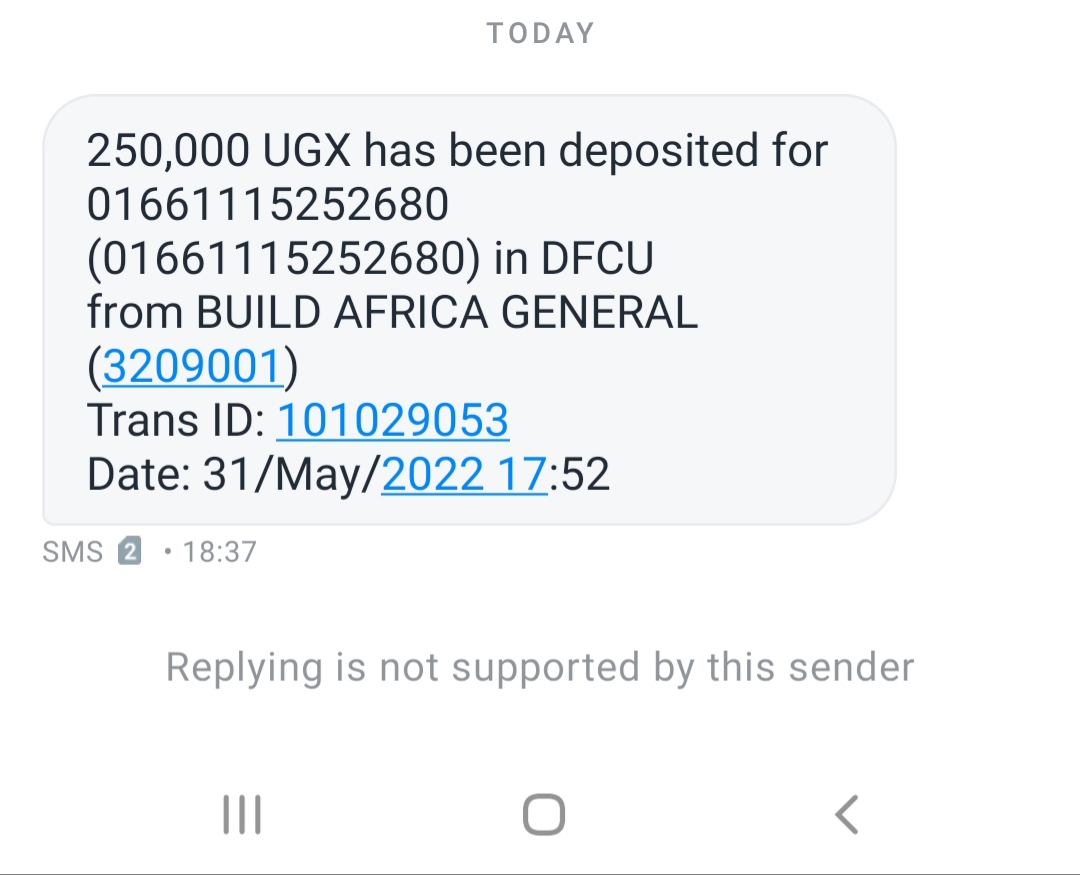 TODAY
250,000 UGX has been deposited for
01661115252680
(01661115252680) in DFCU
from BUILD AFRICA GENERAL
(3209001)
Trans ID: 101029053
Date: 31/May/2022 17:52
SMS 2 • 18:37
Replying is not supported by this sender